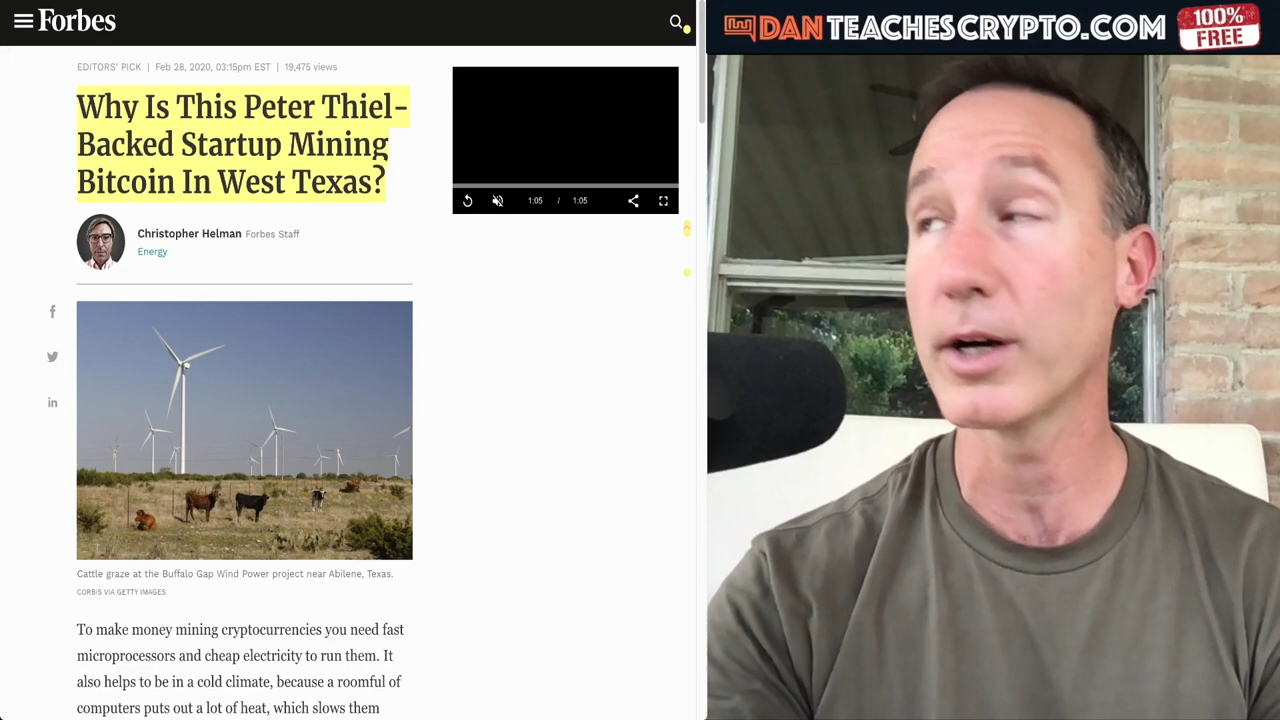 Forbes
EDITORS' PICK | Feb 28, 2020, 03:15pm EST | 19,475 views
Why Is This Peter Thiel-
Backed Startup Mining
Bitcoin In West Texas?
Christopher Helman Forbes Staff
Energy
1:05 / 1:05
Cattle graze at the Buffalo Gap Wind Power project near Abilene, Texas.
CORBIS VIA GETTY IMAGES
To make money mining cryptocurrencies you need fast
microprocessors and cheap electricity to run them. It
also helps to be in a cold climate, because a roomful of
computers puts out a lot of heat, which slows them
DANTEACHESCRYPTO.COM
100%
FREE